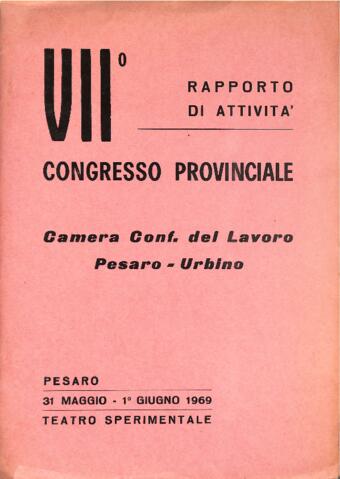 VII°
RAPPORTO
DI ATTIVITA'
CONGRESSO PROVINCIALE
Camera Conf. del Lavoro
Pesaro - Urbino
PESARO
31 MAGGIO - 1° GIUGNO 1969
TEATRO SPERIMENTALE